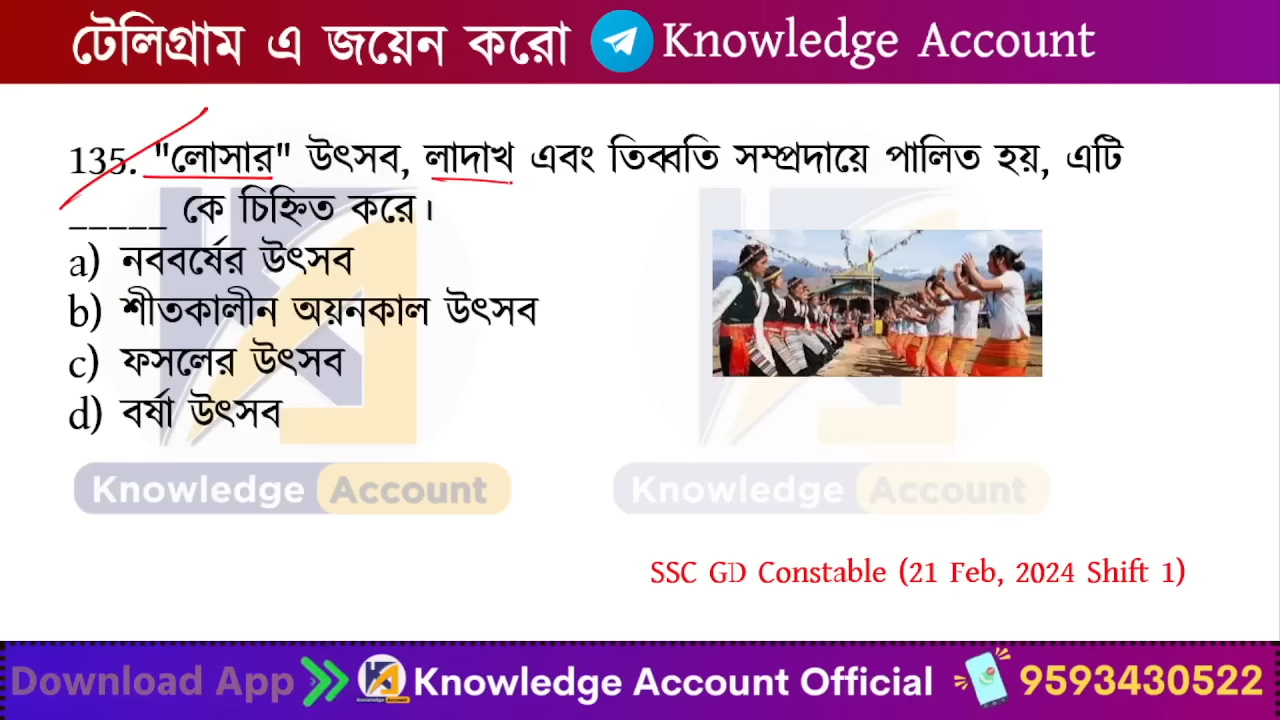 টেলিগ্রাম এ জয়েন করো Knowledge Account
135. "লোসার" উৎসব, লাদাখ এবং তিব্বতি সম্প্রদায়ে পালিত হয়, এটি
_____ কে চিহ্নিত করে।
a) নববর্ষের উৎসব
b) শীতকালীন অয়নকাল উৎসব
c) ফসলের উৎসব
d) বর্ষা উৎসব
Knowledge Account
Knowledge Account
SSC GD Constable (21 Feb, 2024 Shift 1)
Download App Knowledge Account Official 9593430522